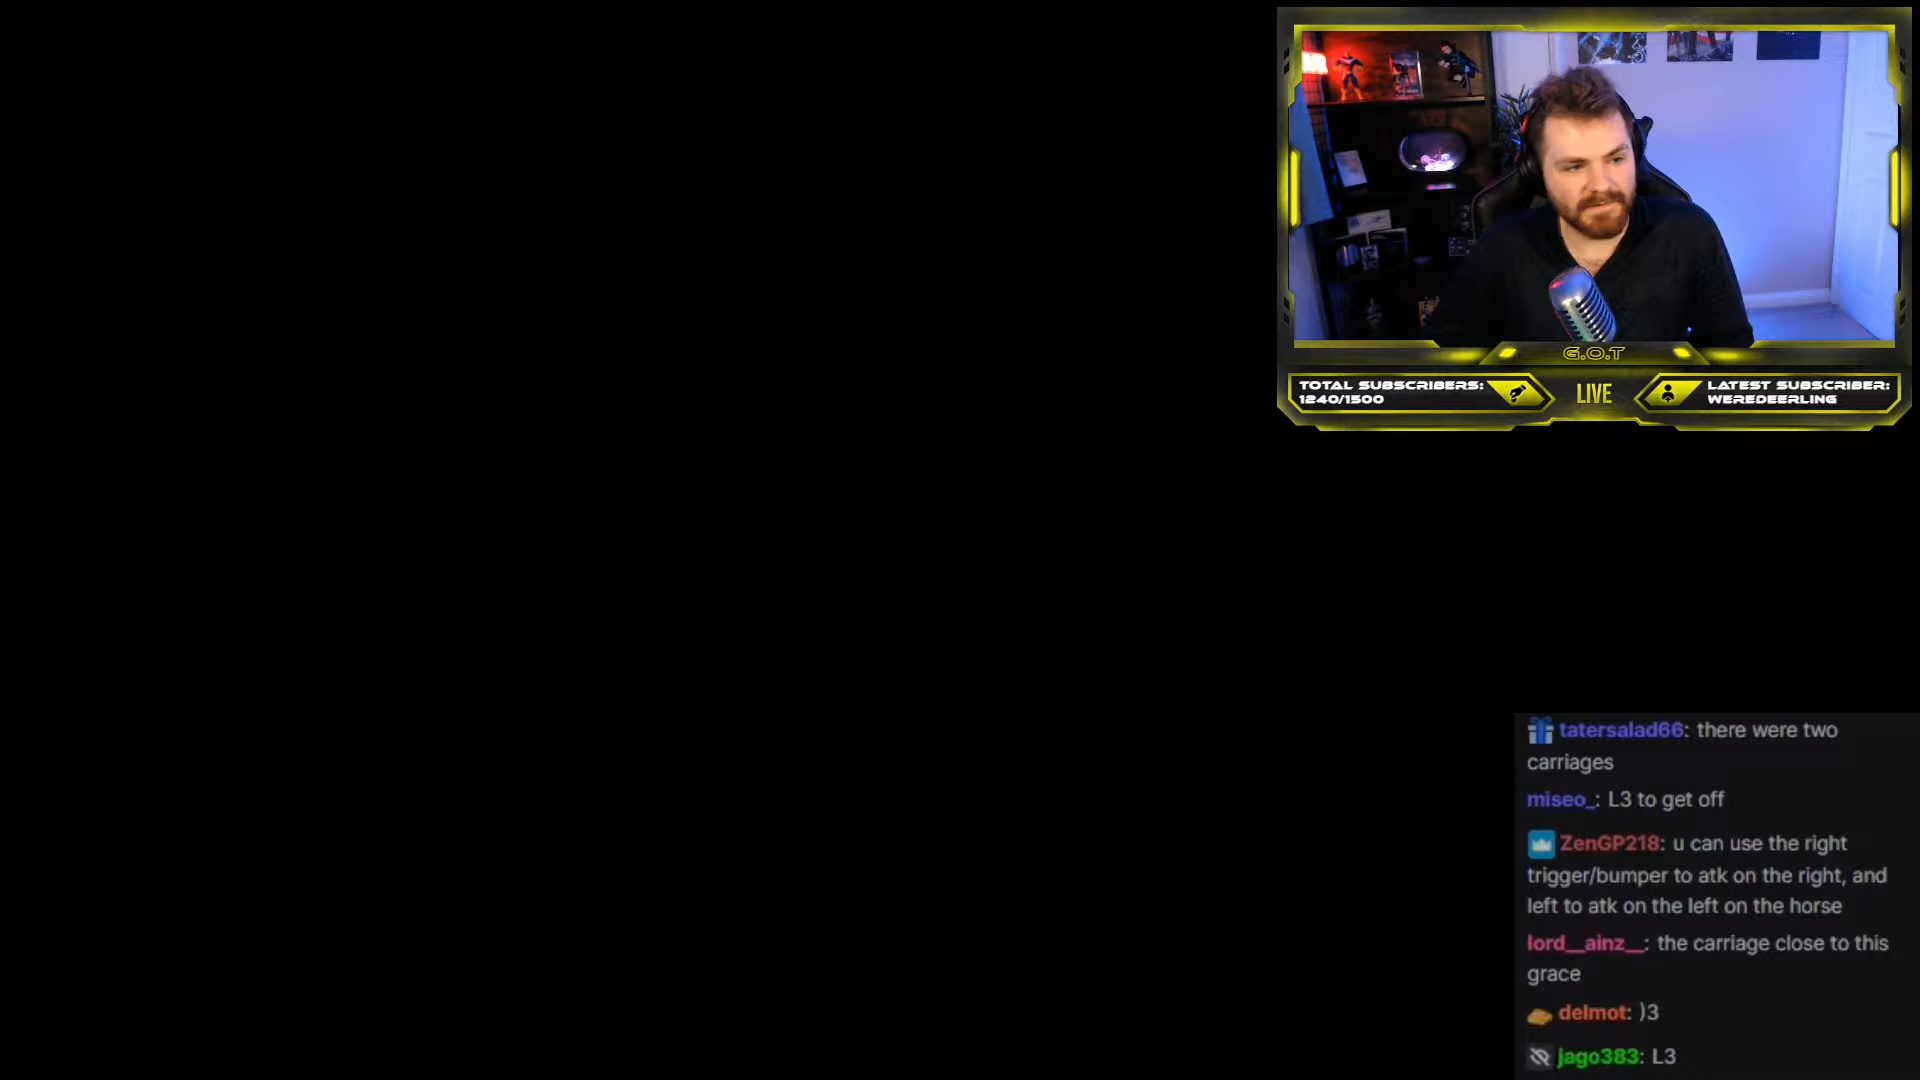 G.O.T
TOTAL SUBSCRIBERS:
1240/1500
LIVE
LATEST SUBSCRIBER:
WEREDEERLING
tatersalad66: there were two
carriages
miseo_: L3 to get off
ZenGP218: u can use the right
trigger/bumper to atk on the right, and
left to atk on the left on the horse
lord__ainz__: the carriage close to this
grace
delmot: )3
jago383: L3